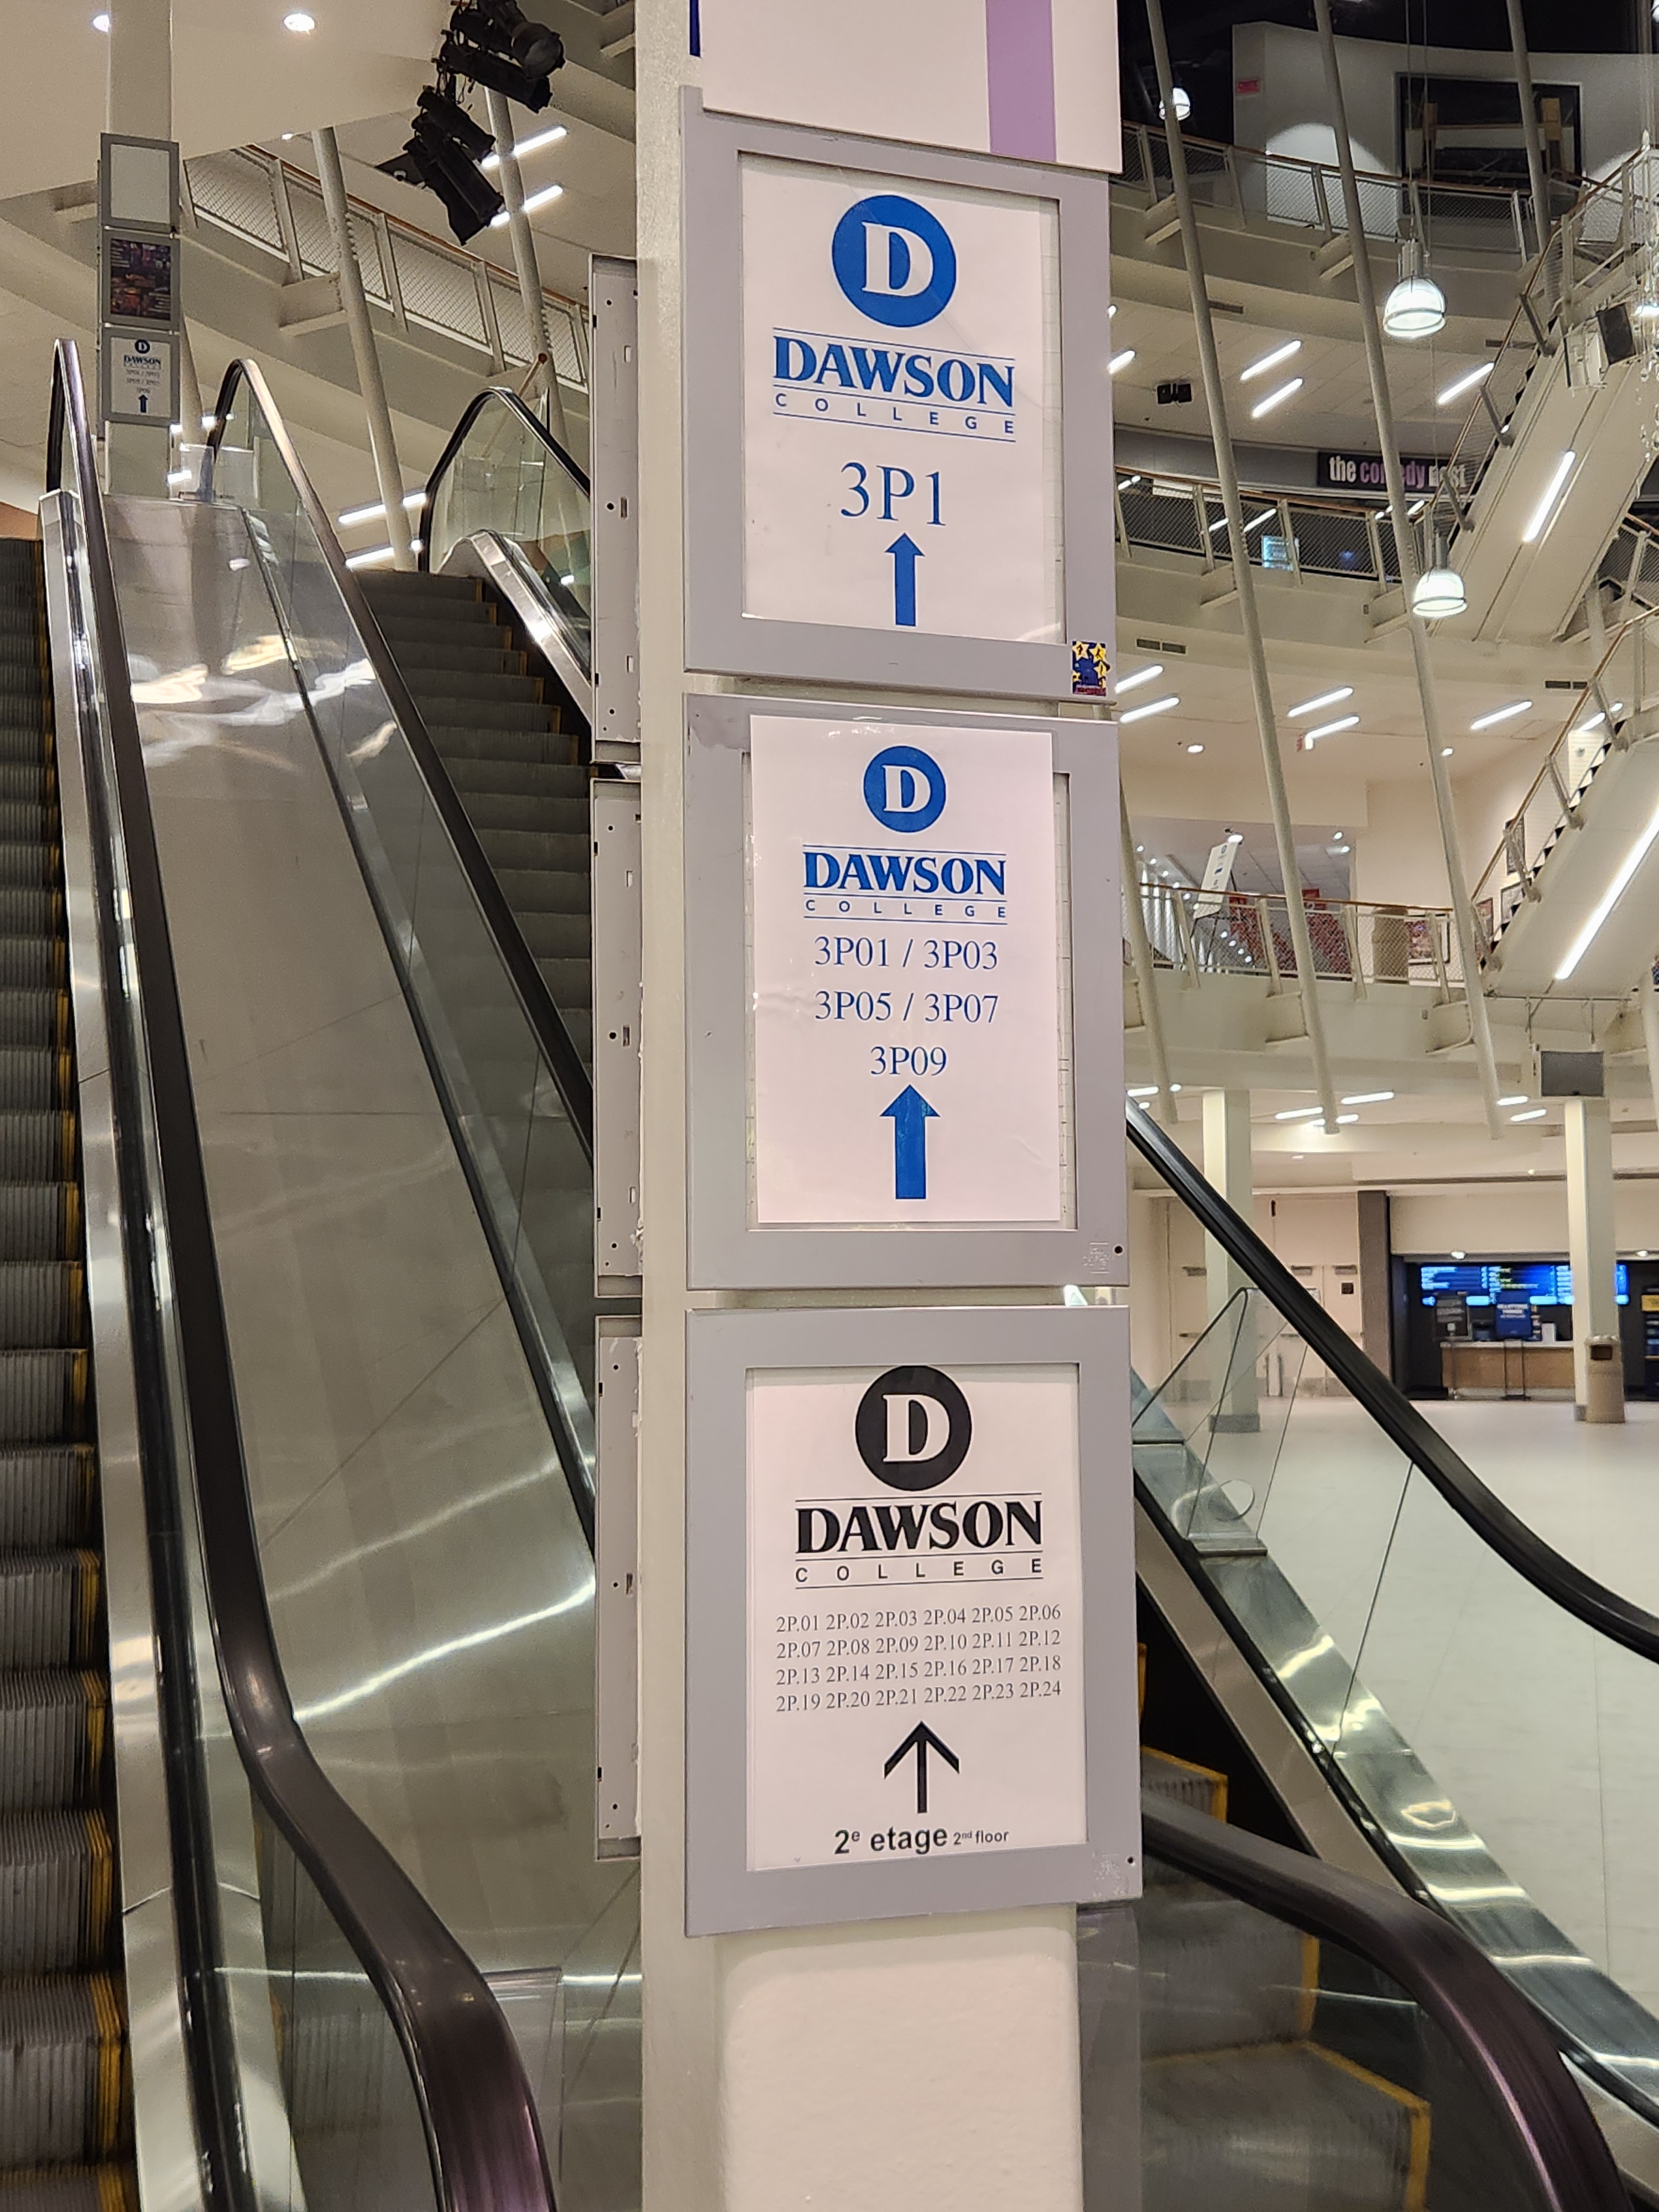 D
DAWSON
COLLEGE
3P1
D
DAWSON
COLLEGE
3P01 / 3P03
3P05 / 3P07
3P09
D
DAWSON
COLLEGE
2P.01 2P.02 2P.03 2P.04 2P.05 2P.06
2P.07 2P.08 2P.09 2P.10 2P.11 2P.12
2P.13 2P.14 2P.15 2P.16 2P.17 2P.18
2P.19 2P.20 2P.21 2P.22 2P.23 2P.24
2e etage 2nd floor
D
DAWSON
the comedy